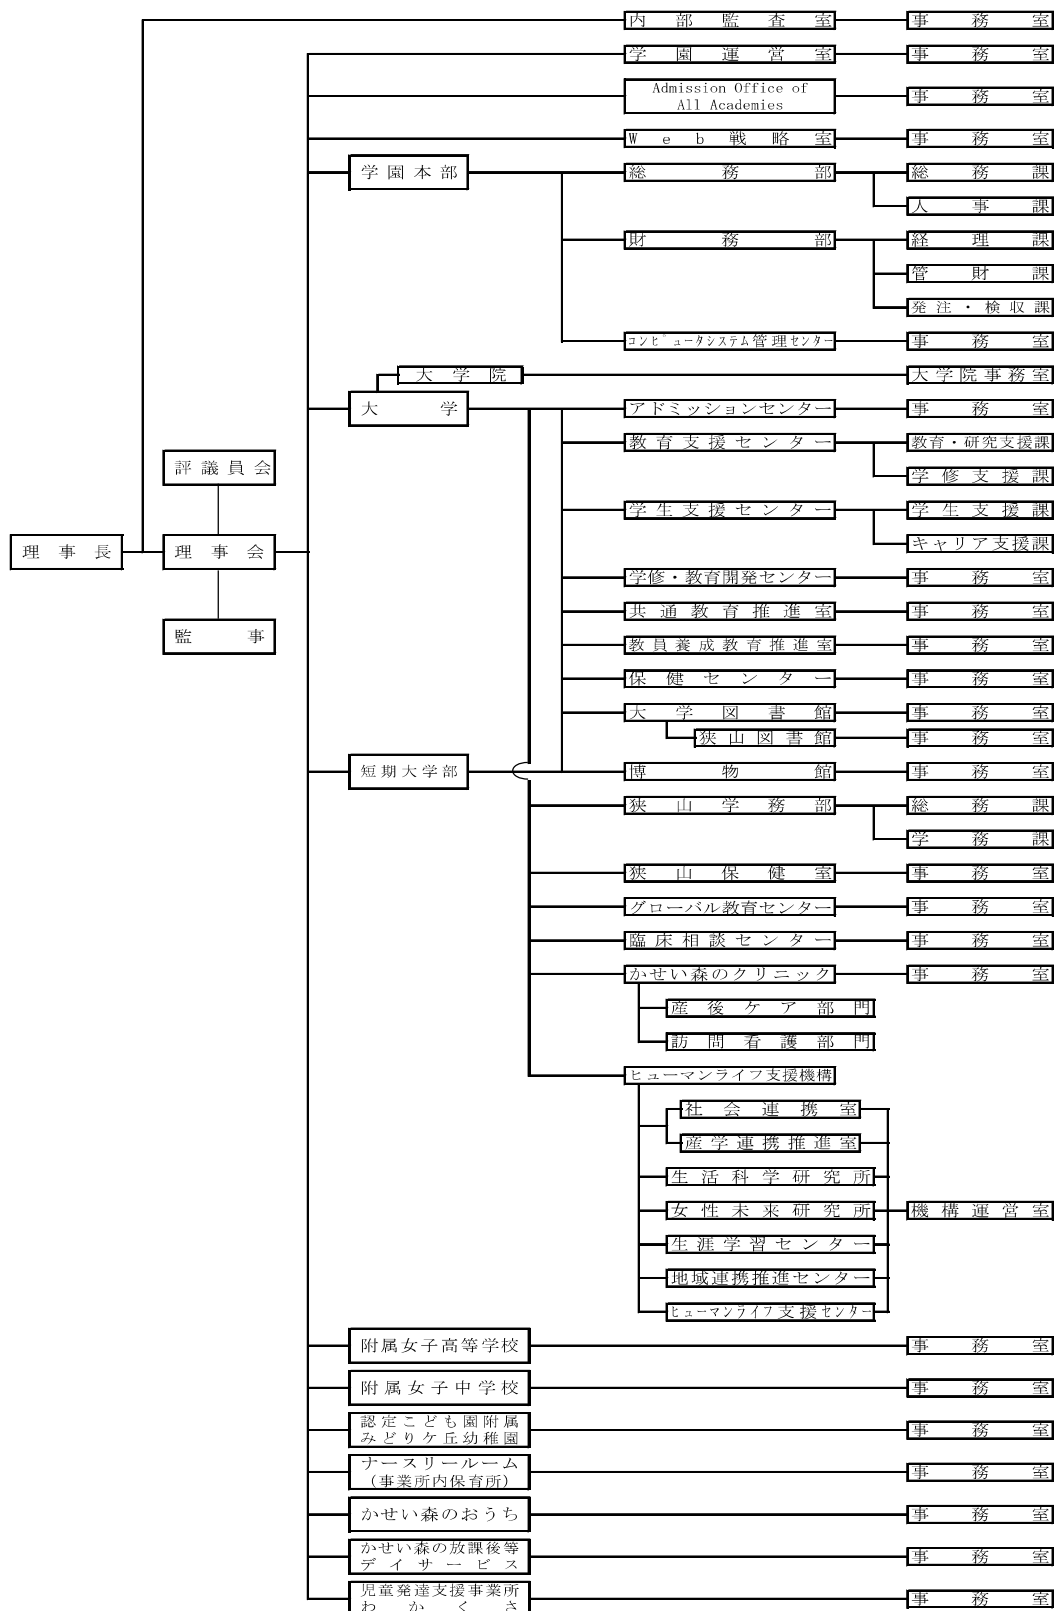 内部監査室 事務室
学園運営室 事務室
Admission Office of
All Academies 事務室
Web戦略室 事務室
学園本部 総務部 総務課
人事課
財務部 経理課
管財課
発注・検収課
コンピュータシステム管理センター 事務室
大学院 大学院事務室
大学 アドミッションセンター 事務室
教育支援センター 教育・研究支援課
評議員会 学修支援課
学生支援センター 学生支援課
理事長 理事会 キャリア支援課
学修・教育開発センター 事務室
共通教育推進室 事務室
監事 教員養成教育推進室 事務室
保健センター 事務室
大学図書館 事務室
狭山図書館 事務室
短期大学部 博物館 事務室
狭山学務部 総務課
学務課
狭山保健室 事務室
グローバル教育センター 事務室
臨床相談センター 事務室
かせい森のクリニック 事務室
産後ケア部門
訪問看護部門
ヒューマンライフ支援機構
社会連携室
産学連携推進室
生活科学研究所
女性未来研究所 機構運営室
生涯学習センター
地域連携推進センター
ヒューマンライフ支援センター
附属女子高等学校 事務室
附属女子中学校 事務室
認定こども園附属
みどりケ丘幼稚園 事務室
ナースリールーム
（事業所内保育所） 事務室
かせい森のおうち 事務室
かせい森の放課後等
デイサービス 事務室
児童発達支援事業所
わかくさ 事務室